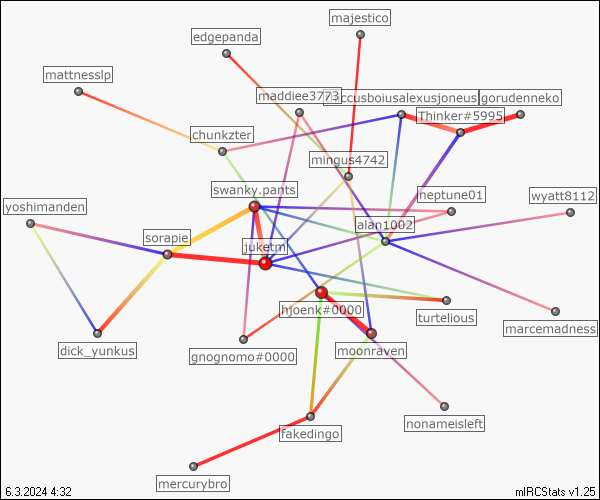 majestico
edgepanda
mattnesslp
maddiee3773
gorudenneko
Thinker#5995
chunkzter
mingus4742
swanky.pants
neptune01
wyatt8112
yoshimanden
alan1002
sorapie
juketm
hjoenk#0000
turtelious
marcemadness
dick_yunkus
gnognomo#0000
moonraven
nonameisleft
fakedingo
mercurybro
6.3.2024 4:32
mIRCStats v1.25